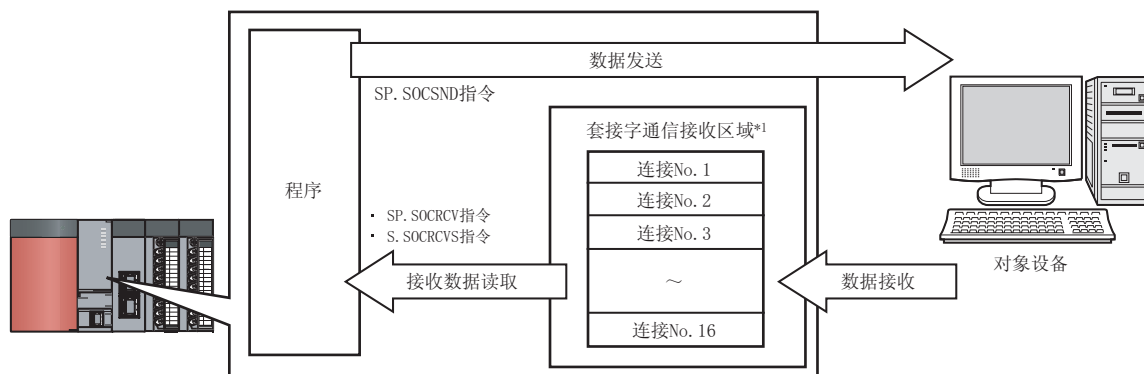 数据发送
SP.SOCSND指令
套接字通信接收区域*1
连接No.1
连接No.2
连接No.3
～
连接No.16
程序
· SP.SOCRCV指令
· S.SOCRCVS指令
接收数据读取
数据接收
对象设备